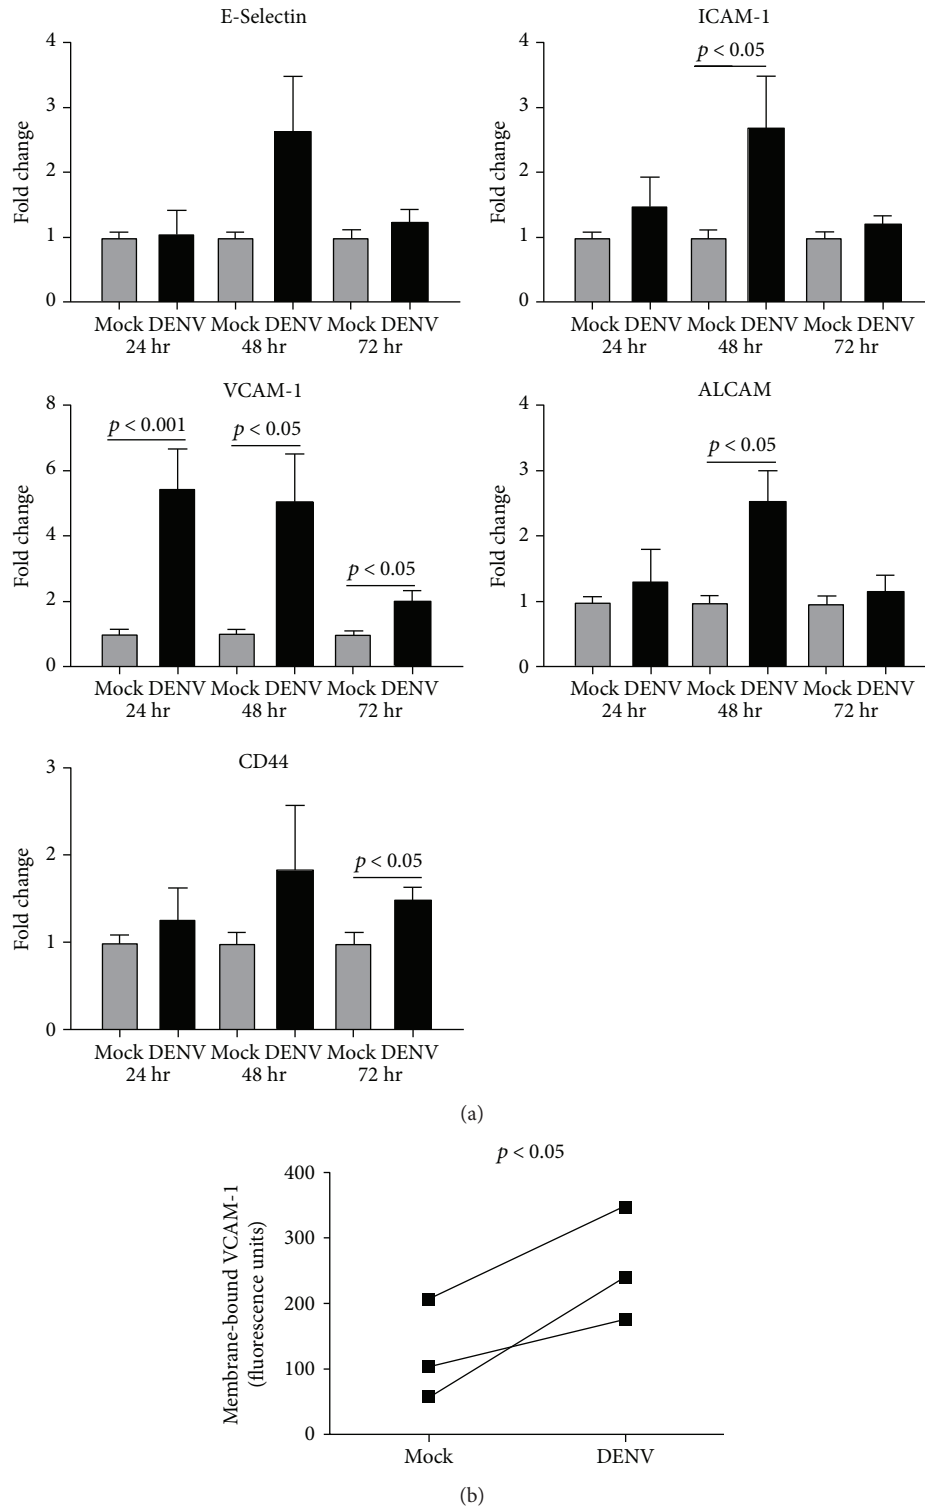 E-Selectin
Fold change
4
3
2
1
0
Mock DENV Mock DENV Mock DENV
24 hr 48 hr 72 hr
ICAM-1
Fold change
4
3
2
1
0
p < 0.05
Mock DENV Mock DENV Mock DENV
24 hr 48 hr 72 hr
VCAM-1
Fold change
8
6
4
2
0
p < 0.001
p < 0.05
p < 0.05
Mock DENV Mock DENV Mock DENV
24 hr 48 hr 72 hr
ALCAM
Fold change
4
3
2
1
0
p < 0.05
Mock DENV Mock DENV Mock DENV
24 hr 48 hr 72 hr
CD44
Fold change
3
2
1
0
p < 0.05
Mock DENV Mock DENV Mock DENV
24 hr 48 hr 72 hr
(a)
p < 0.05
Membrane-bound VCAM-1
(fluorescence units)
400
300
200
100
0
Mock DENV
(b)